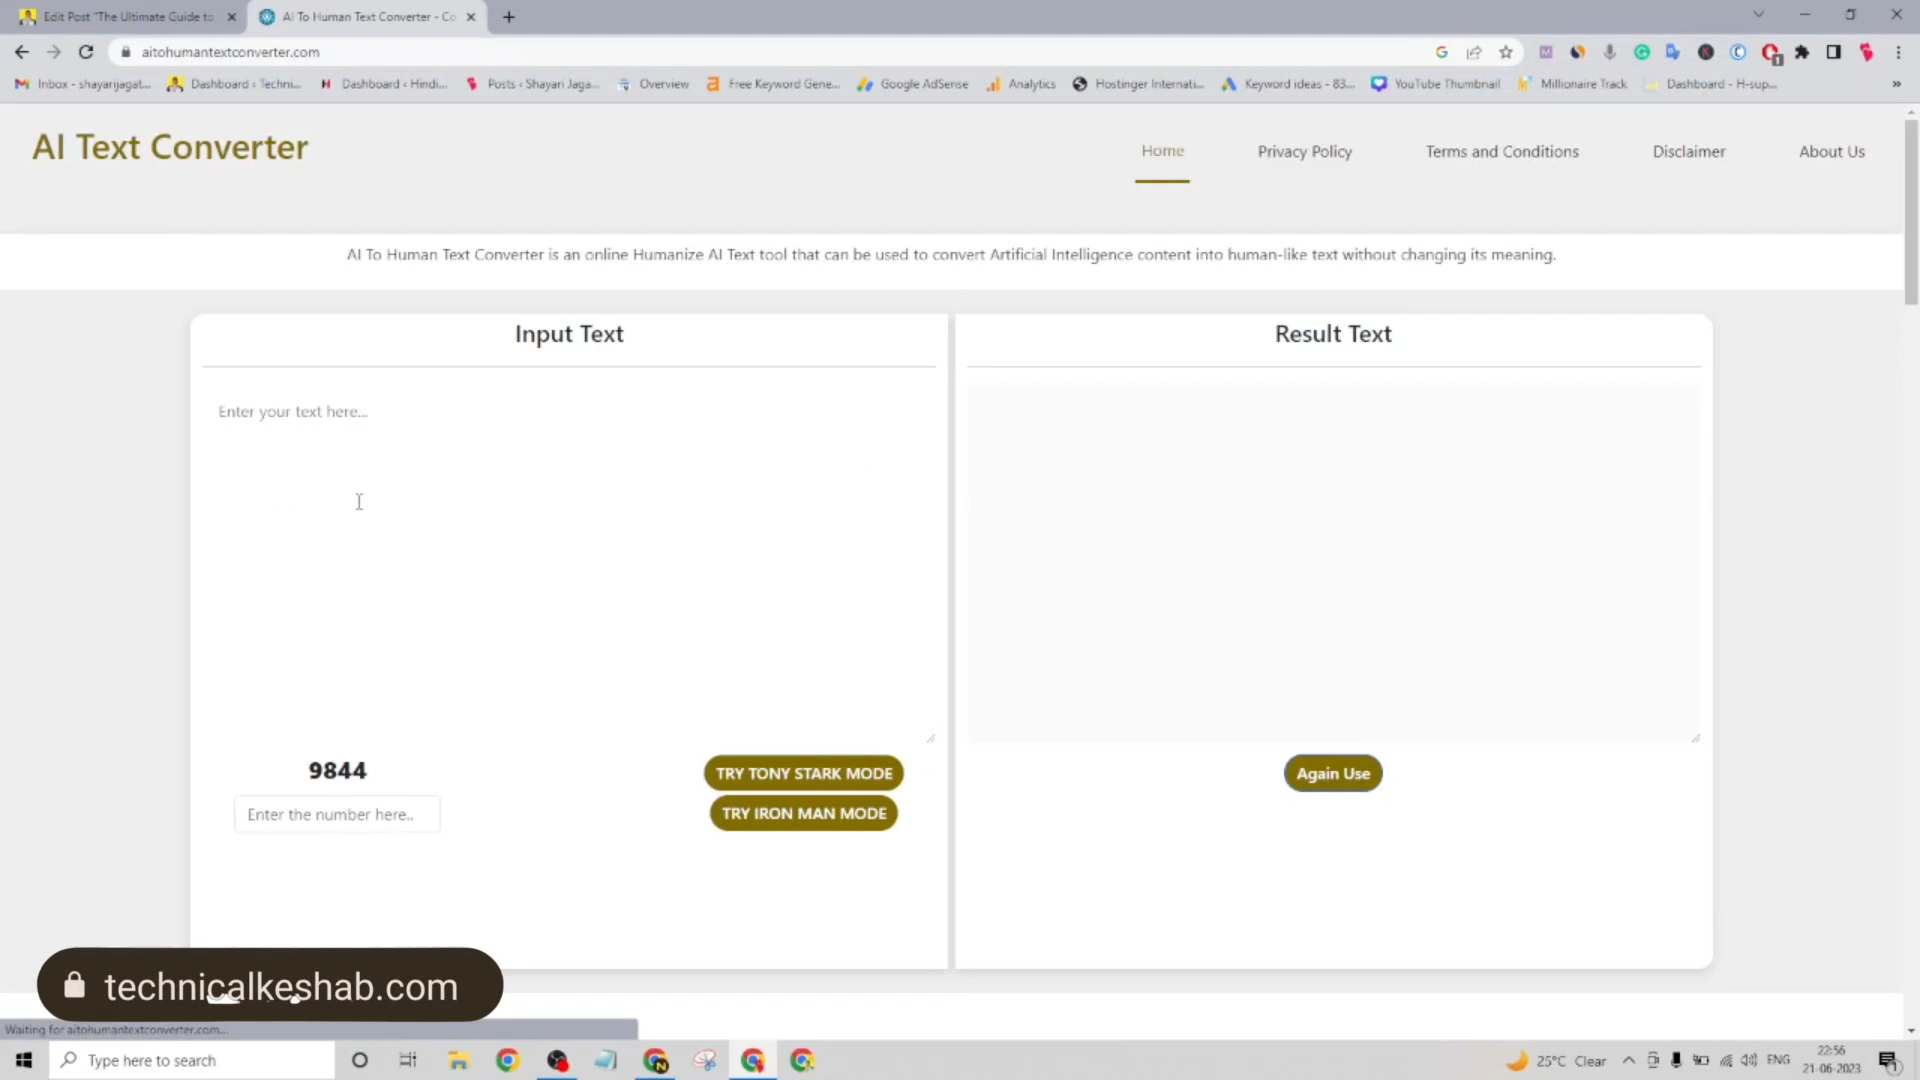 Edit Post "The Ultimate Guide to
AI To Human Text Converter - Co
aitohumantextconverter.com
Inbox - shayarijagat...
Dashboard ‹ Techni...
Dashboard ‹ Hindi...
Posts ‹ Shayari Jaga...
Overview
Free Keyword Gene...
Google AdSense
Analytics
Hostinger Internati...
Keyword ideas - 83...
YouTube Thumbnail
Millionaire Track
Dashboard - H-sup...
»
AI Text Converter
Home
Privacy Policy
Terms and Conditions
Disclaimer
About Us
AI To Human Text Converter is an online Humanize AI Text tool that can be used to convert Artificial Intelligence content into human-like text without changing its meaning.
Input Text
Result Text
Enter your text here...
9844
TRY TONY STARK MODE
Again Use
Enter the number here..
TRY IRON MAN MODE
technicalkeshab.com
Waiting for aitohumantextconverter.com...
Type here to search
25°C Clear
ENG
22:56
21-06-2023